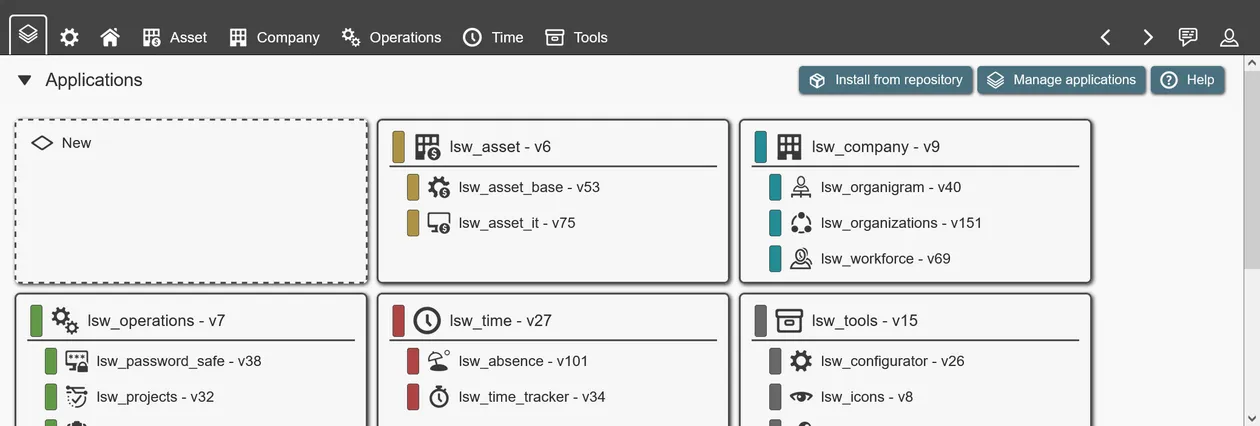 Asset Company Operations Time Tools
Applications Install from repository Manage applications Help
New
lsw_asset - v6
lsw_asset_base - v53
lsw_asset_it - v75
lsw_company - v9
lsw_organigram - v40
lsw_organizations - v151
lsw_workforce - v69
lsw_operations - v7
lsw_password_safe - v38
lsw_projects - v32
lsw_time - v27
lsw_absence - v101
lsw_time_tracker - v34
lsw_tools - v15
lsw_configurator - v26
lsw_icons - v8